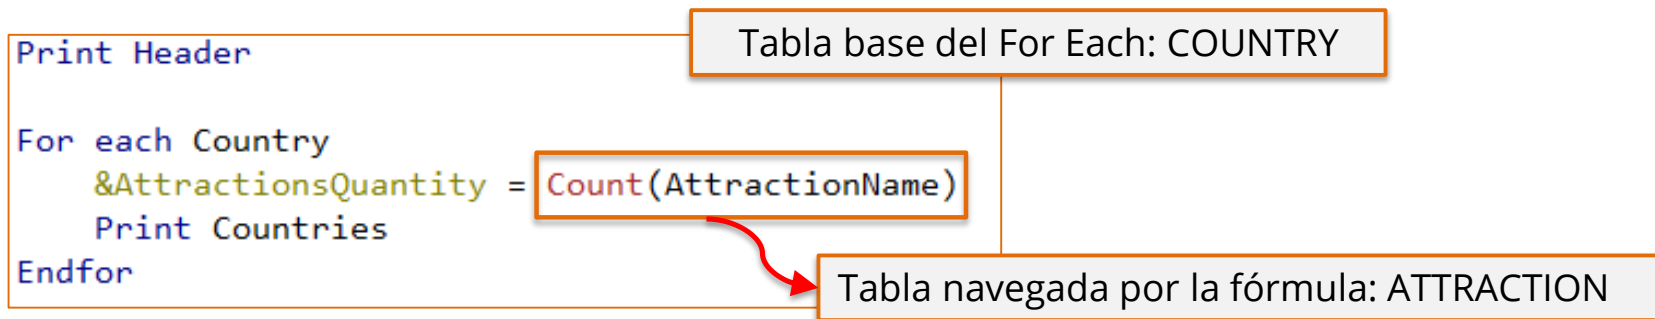 Tabla base del For Each: COUNTRY
Print Header
For each Country
&AttractionsQuantity = Count(AttractionName)
Print Countries
Endfor
Tabla navegada por la fórmula: ATTRACTION